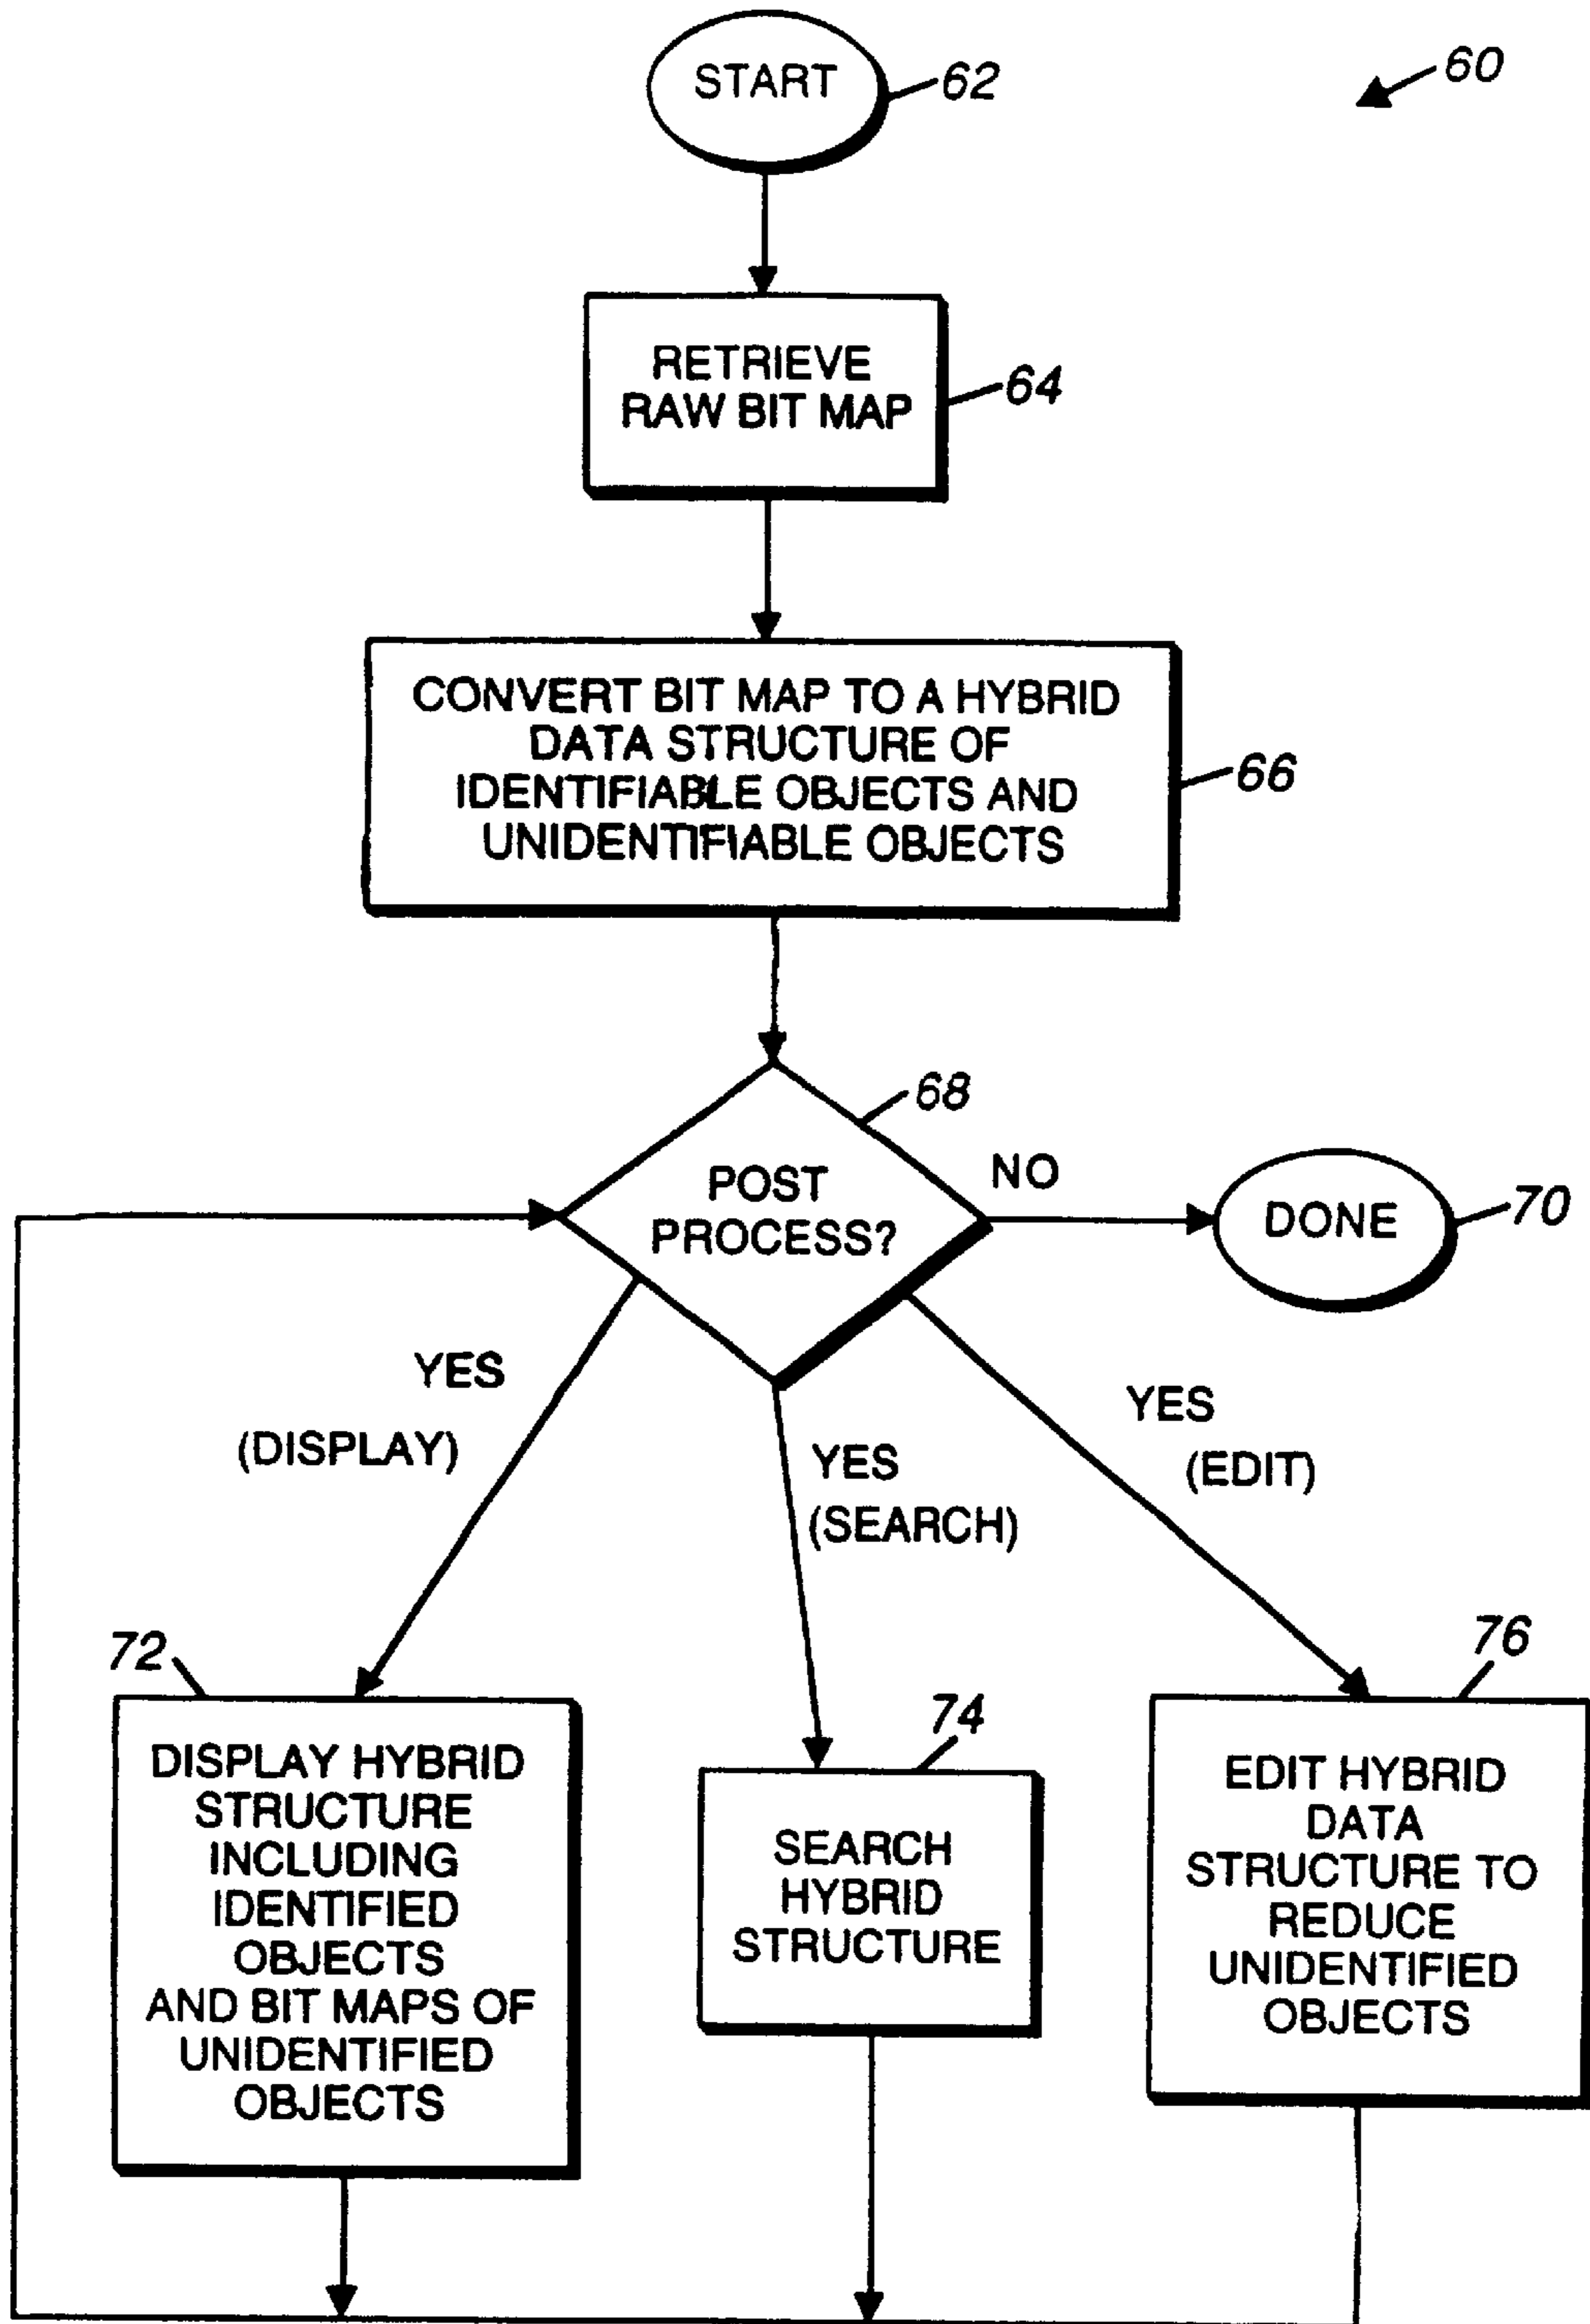 START
62
60
RETRIEVE
RAW BIT MAP
64
CONVERT BIT MAP TO A HYBRID
DATA STRUCTURE OF
IDENTIFIABLE OBJECTS AND
UNIDENTIFIABLE OBJECTS
66
68
POST
PROCESS?
NO
DONE
70
YES
(DISPLAY)
YES
(SEARCH)
YES
(EDIT)
72
DISPLAY HYBRID
STRUCTURE
INCLUDING
IDENTIFIED
OBJECTS
AND BIT MAPS OF
UNIDENTIFIED
OBJECTS
74
SEARCH
HYBRID
STRUCTURE
76
EDIT HYBRID
DATA
STRUCTURE TO
REDUCE
UNIDENTIFIED
OBJECTS